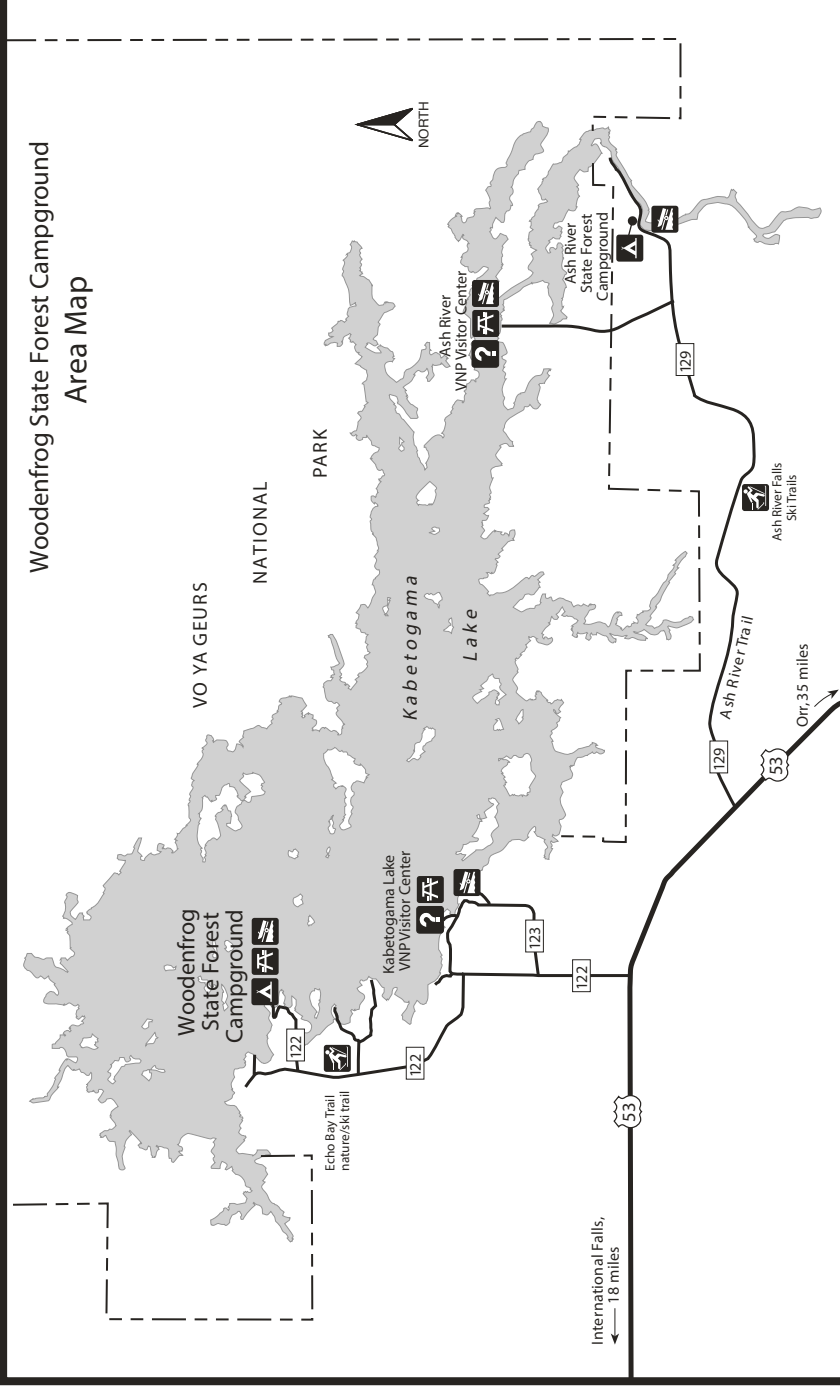 Woodenfrog State Forest Campground
Area Map
NORTH
VO YA GEURS
NATIONAL
PARK
Kabetogama
Lake
Ash River
VNP Visitor Center
?
Ash River
State Forest
Campground
129
Ash River Falls
Ski Trails
Ash River Trail
129
Orr, 35 miles
53
Woodenfrog
State Forest
Campground
Kabetogama Lake
VNP Visitor Center
?
123
122
122
122
Echo Bay Trail
nature/ski trail
53
International Falls,
18 miles